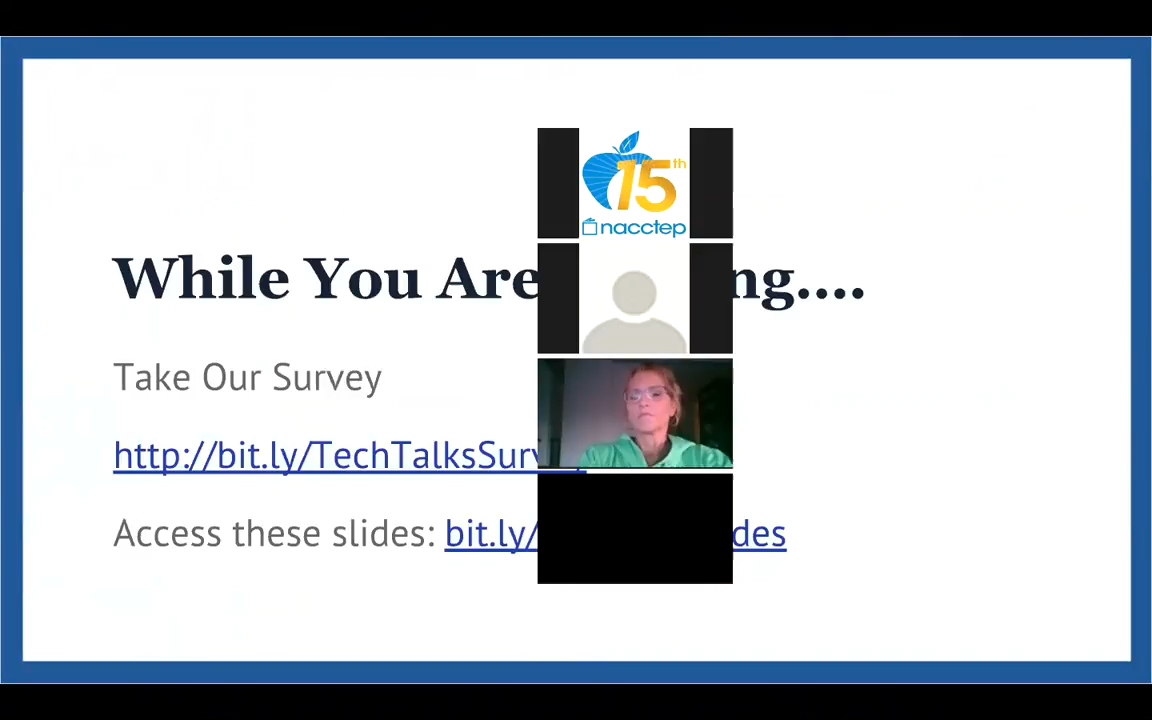 15th
nacctep
While You Are ng....
Take Our Survey
http://bit.ly/TechTalksSurv
Access these slides: bit.ly/ des